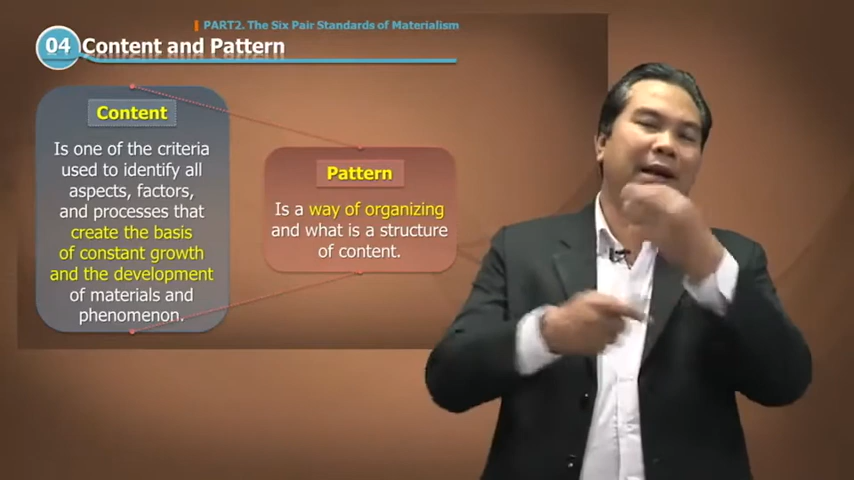 PART2. The Six Pair Standards of Materialism
04 Content and Pattern
Content
Is one of the criteria
used to identify all
aspects, factors,
and processes that
create the basis
of constant growth
and the development
of materials and
phenomenon.
Pattern
Is a way of organizing
and what is a structure
of content.